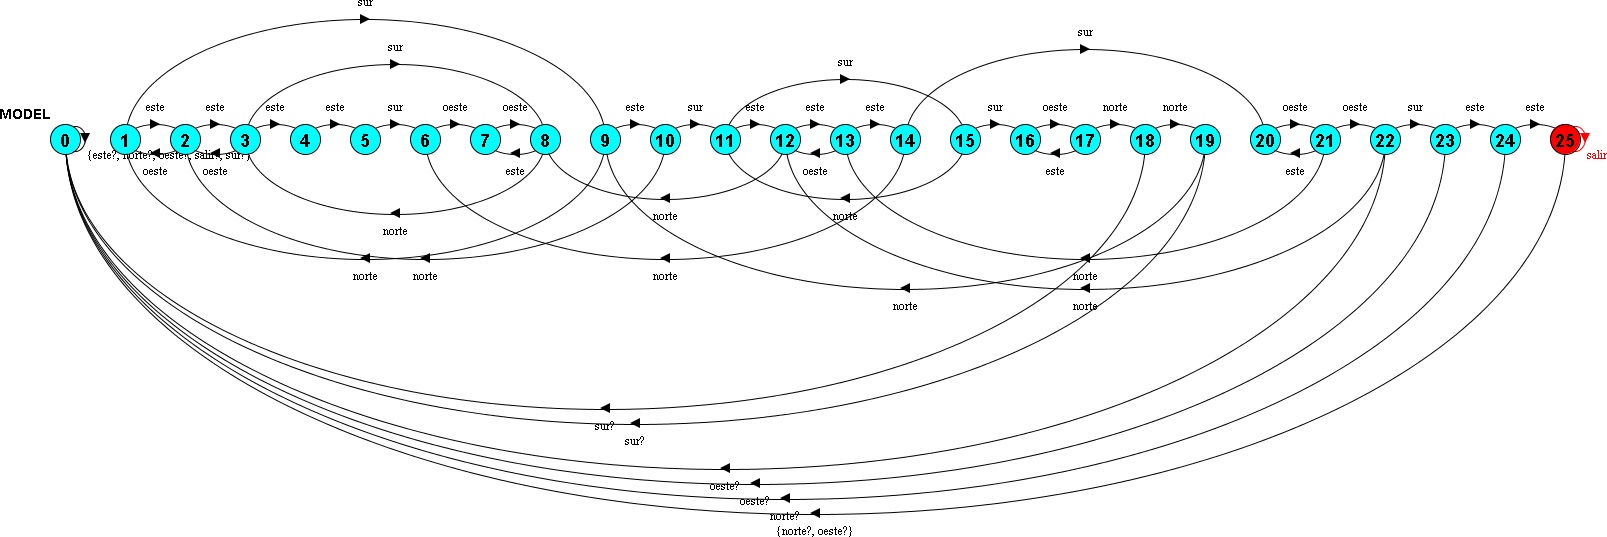 sur
sur
sur
sur
este este este este sur oeste oeste este sur este este este sur oeste norte norte oeste oeste sur este este
MODEL
0 1 2 3 4 5 6 7 8 9 10 11 12 13 14 15 16 17 18 19 20 21 22 23 24 25
{este?, norte?, oeste?, salir?, sur?}
salir
oeste oeste este oeste este este
norte norte
norte
norte norte norte norte
norte norte
sur?
sur?
oeste?
oeste?
norte?
{norte?, oeste?}